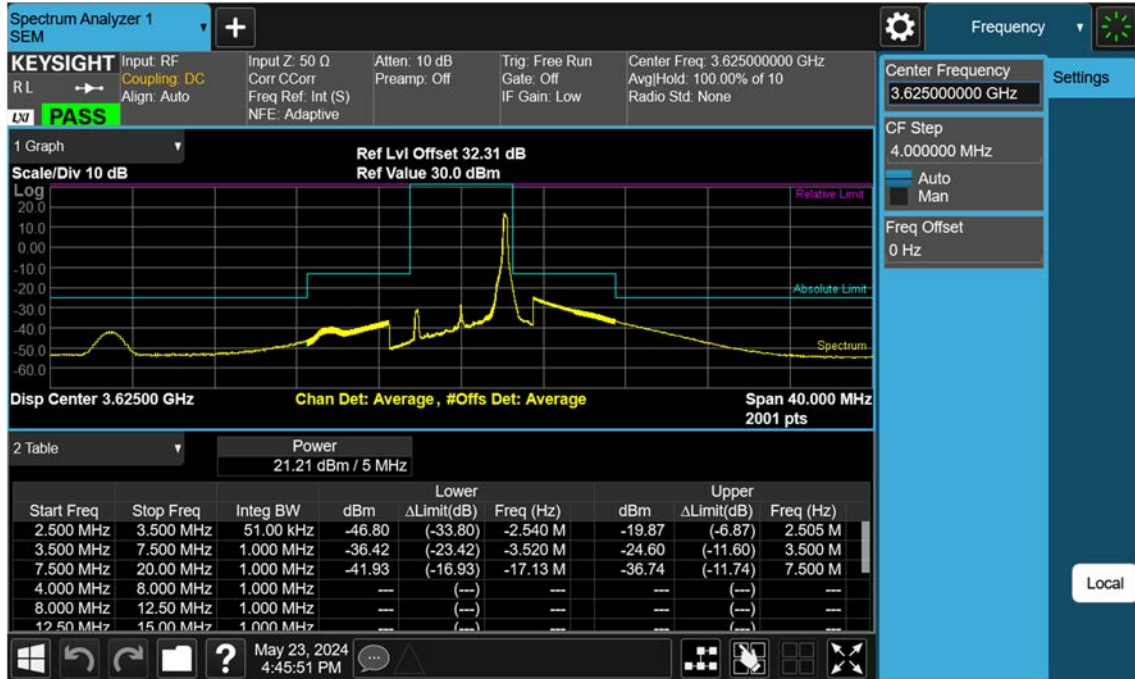 Spectrum Analyzer 1
SEM
Frequency
KEYSIGHT
RL
LXI PASS
Input: RF
Coupling: DC
Align: Auto
Input Z: 50 Ω
Corr CCorr
Freq Ref: Int (S)
NFE: Adaptive
Atten: 10 dB
Preamp: Off
Trig: Free Run
Gate: Off
IF Gain: Low
Center Freq: 3.625000000 GHz
Avg|Hold: 100.00% of 10
Radio Std: None
Center Frequency
3.625000000 GHz
Settings
CF Step
4.000000 MHz
Auto
Man
Freq Offset
0 Hz
Local
1 Graph
Scale/Div 10 dB
Ref Lvl Offset 32.31 dB
Ref Value 30.0 dBm
Log
20.0
10.0
0.00
-10.0
-20.0
-30.0
-40.0
-50.0
-60.0
Relative Limit
Absolute Limit
Spectrum
Disp Center 3.62500 GHz
Chan Det: Average, #Offs Det: Average
Span 40.000 MHz
2001 pts
2 Table
Power
21.21 dBm / 5 MHz
Lower Upper
Start Freq Stop Freq Integ BW dBm ΔLimit(dB) Freq (Hz) dBm ΔLimit(dB) Freq (Hz)
2.500 MHz 3.500 MHz 51.00 kHz -46.80 (-33.80) -2.540 M -19.87 (-6.87) 2.505 M
3.500 MHz 7.500 MHz 1.000 MHz -36.42 (-23.42) -3.520 M -24.60 (-11.60) 3.500 M
7.500 MHz 20.00 MHz 1.000 MHz -41.93 (-16.93) -17.13 M -36.74 (-11.74) 7.500 M
4.000 MHz 8.000 MHz 1.000 MHz --- (---) --- --- (---) ---
8.000 MHz 12.50 MHz 1.000 MHz --- (---) --- --- (---) ---
12.50 MHz 15.00 MHz 1.000 MHz --- (---) --- --- (---) ---
?
May 23, 2024
4:45:51 PM